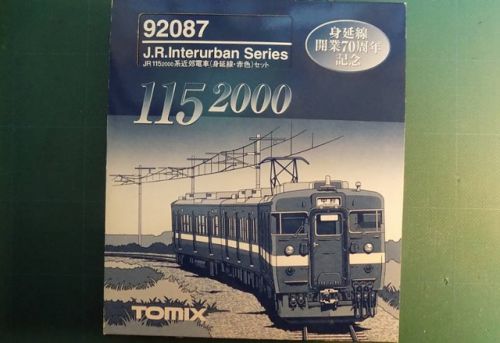 92087
J.R.Interurban Series
JR 115 2000系近郊電車(身延線・赤色)セット
身延線
開業70周年
記念
115 2000
TOMIX